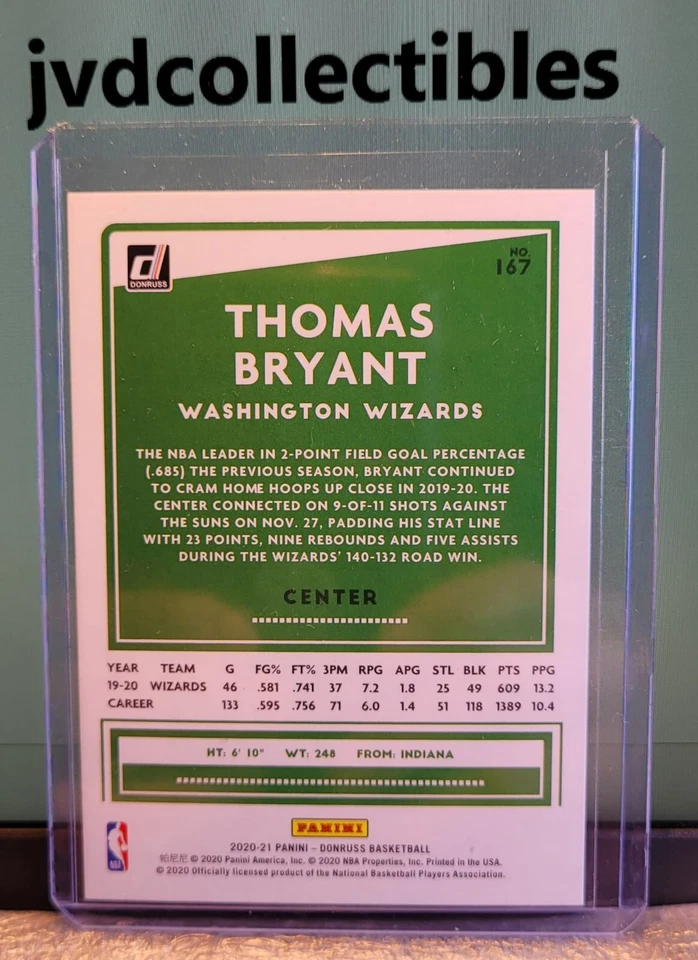 jvdcollectibles
DONRUSS
NO.
167
THOMAS
BRYANT
WASHINGTON WIZARDS
THE NBA LEADER IN 2-POINT FIELD GOAL PERCENTAGE
(.685) THE PREVIOUS SEASON, BRYANT CONTINUED
TO CRAM HOME HOOPS UP CLOSE IN 2019-20. THE
CENTER CONNECTED ON 9-OF-11 SHOTS AGAINST
THE SUNS ON NOV. 27, PADDING HIS STAT LINE
WITH 23 POINTS, NINE REBOUNDS AND FIVE ASSISTS
DURING THE WIZARDS' 140-132 ROAD WIN.
CENTER
YEAR TEAM G FG% FT% 3PM RPG APG STL BLK PTS PPG
19-20 WIZARDS 46 .581 .741 37 7.2 1.8 25 49 609 13.2
CAREER 133 .595 .756 71 6.0 1.4 51 118 1389 10.4
HT: 6' 10" WT: 248 FROM: INDIANA
PANINI
NBA
2020-21 PANINI – DONRUSS BASKETBALL
帕尼尼 © 2020 Panini America, Inc. © 2020 NBA Properties, Inc. Printed in the USA.
© 2020 Officially licensed product of the National Basketball Players Association.